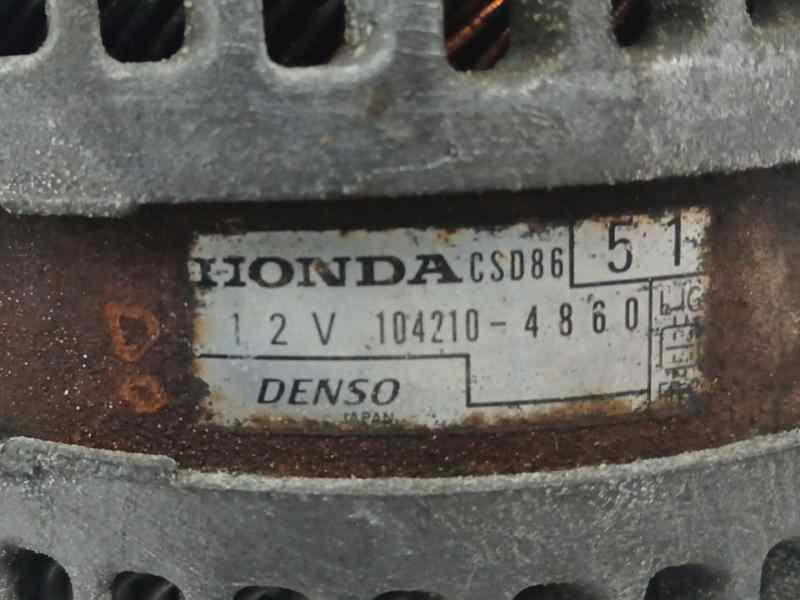 HONDA CSD86 51
12V 104210-4860
DENSO
JAPAN